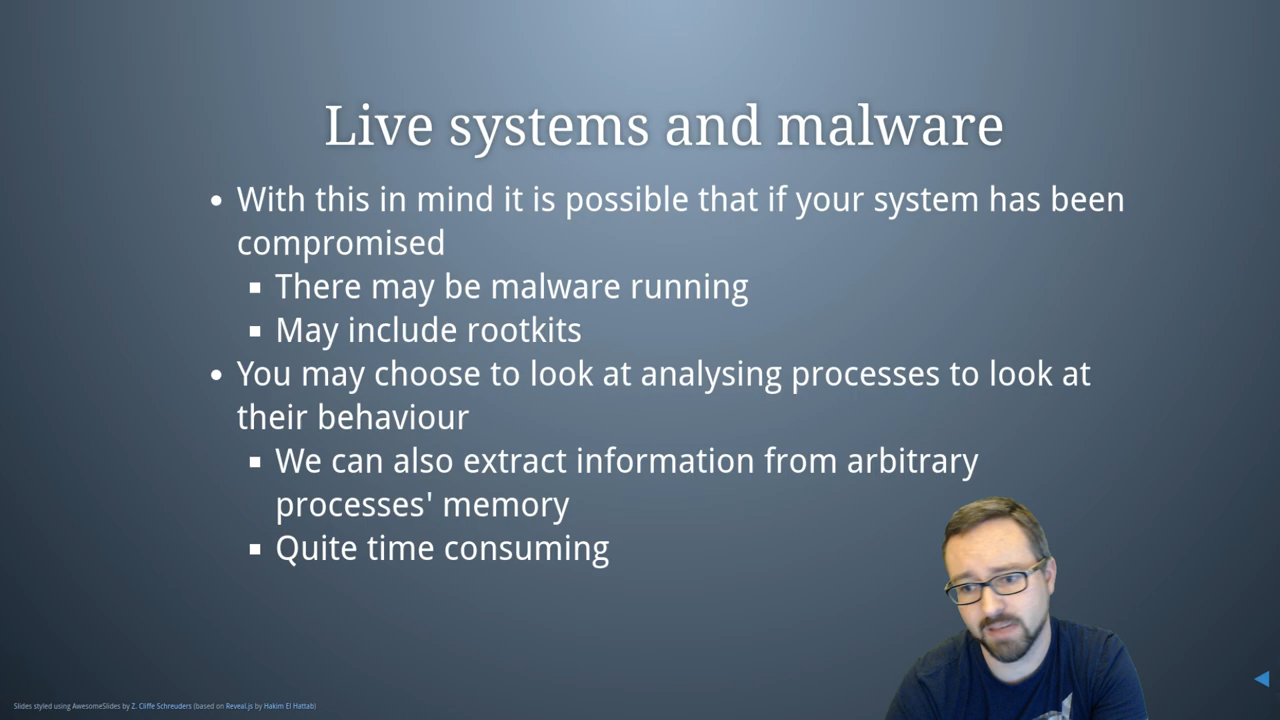 Live systems and malware
With this in mind it is possible that if your system has been
compromised
There may be malware running
May include rootkits
You may choose to look at analysing processes to look at
their behaviour
We can also extract information from arbitrary
processes' memory
Quite time consuming
Slides styled using AwesomeSlides by Z. Cliffe Schreuders (based on Reveal.js by Hakim El Hattab)